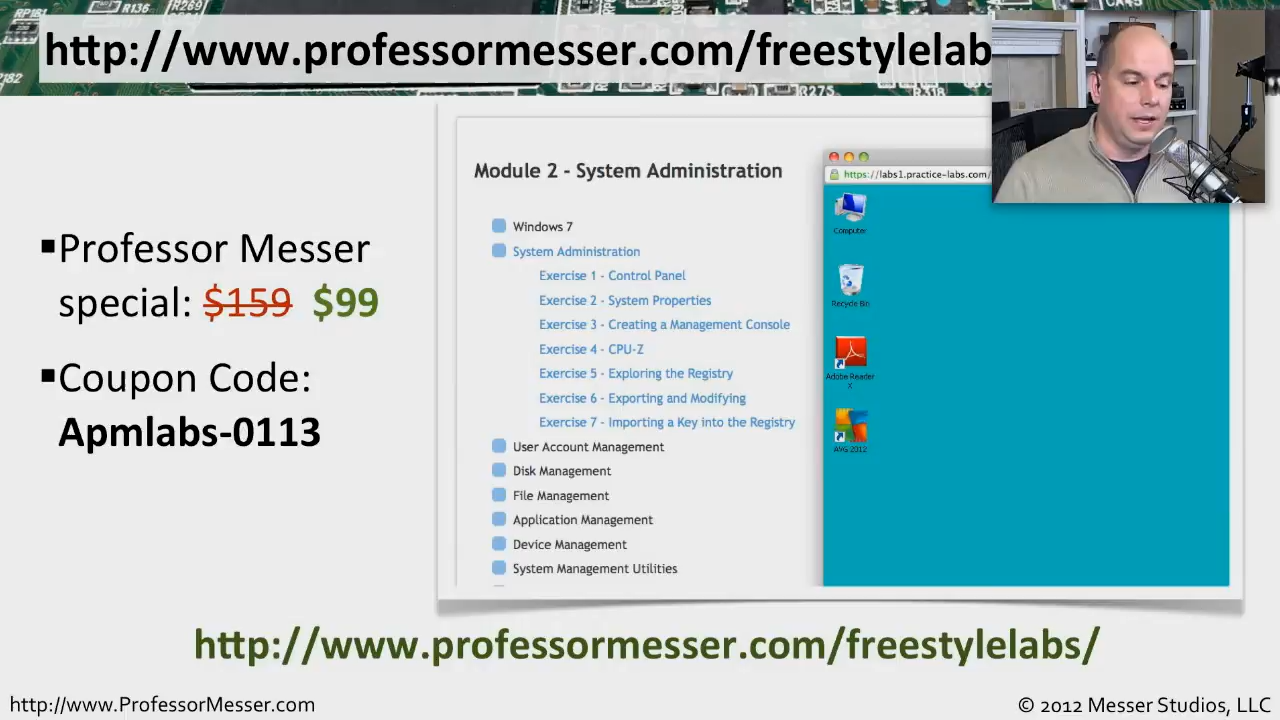 http://www.professormesser.com/freestylelab
Module 2 - System Administration
Windows 7
System Administration
Exercise 1 - Control Panel
Exercise 2 - System Properties
Exercise 3 - Creating a Management Console
Exercise 4 - CPU-Z
Exercise 5 - Exploring the Registry
Exercise 6 - Exporting and Modifying
Exercise 7 - Importing a Key into the Registry
User Account Management
Disk Management
File Management
Application Management
Device Management
System Management Utilities
https://labs1.practice-labs.com/
Computer
Recycle Bin
Adobe Reader
X
AVG 2012
▪Professor Messer
special: $159 $99
▪Coupon Code:
Apmlabs-0113
http://www.professormesser.com/freestylelabs/
http://www.ProfessorMesser.com
© 2012 Messer Studios, LLC